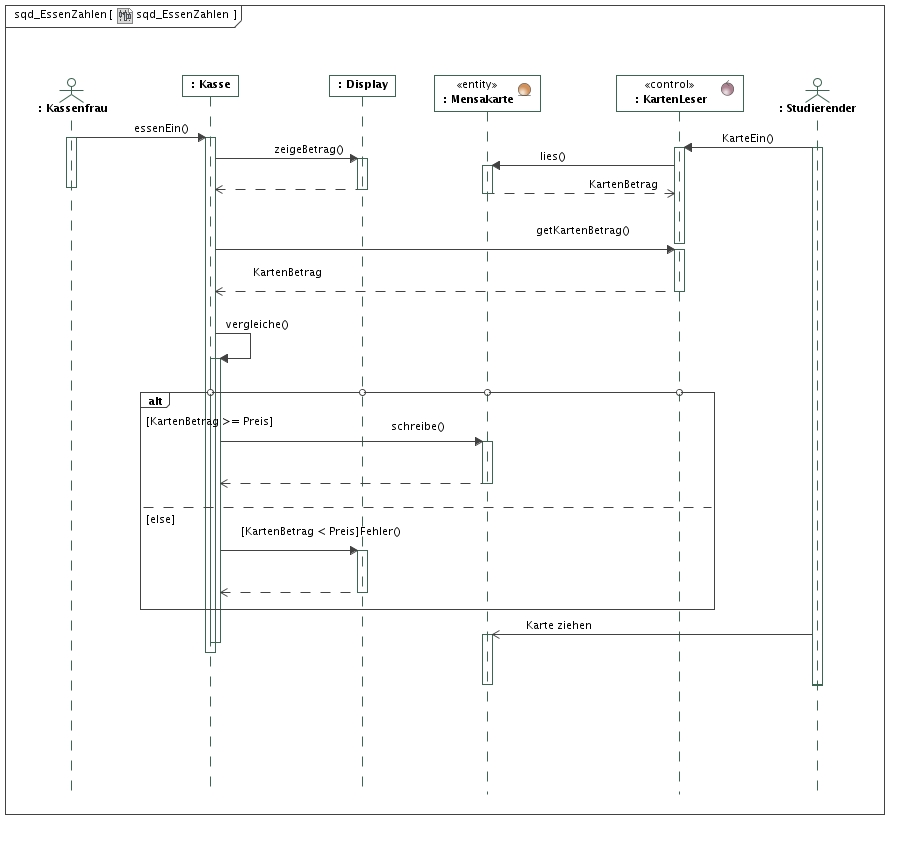 sqd_EssenZahlen [ sqd_EssenZahlen ]
: Kassenfrau
: Kasse
: Display
«entity»
: Mensakarte
«control»
: KartenLeser
: Studierender
essenEin()
KarteEin()
zeigeBetrag()
lies()
KartenBetrag
getKartenBetrag()
KartenBetrag
vergleiche()
alt
[KartenBetrag >= Preis]
schreibe()
[else]
[KartenBetrag < Preis]Fehler()
Karte ziehen